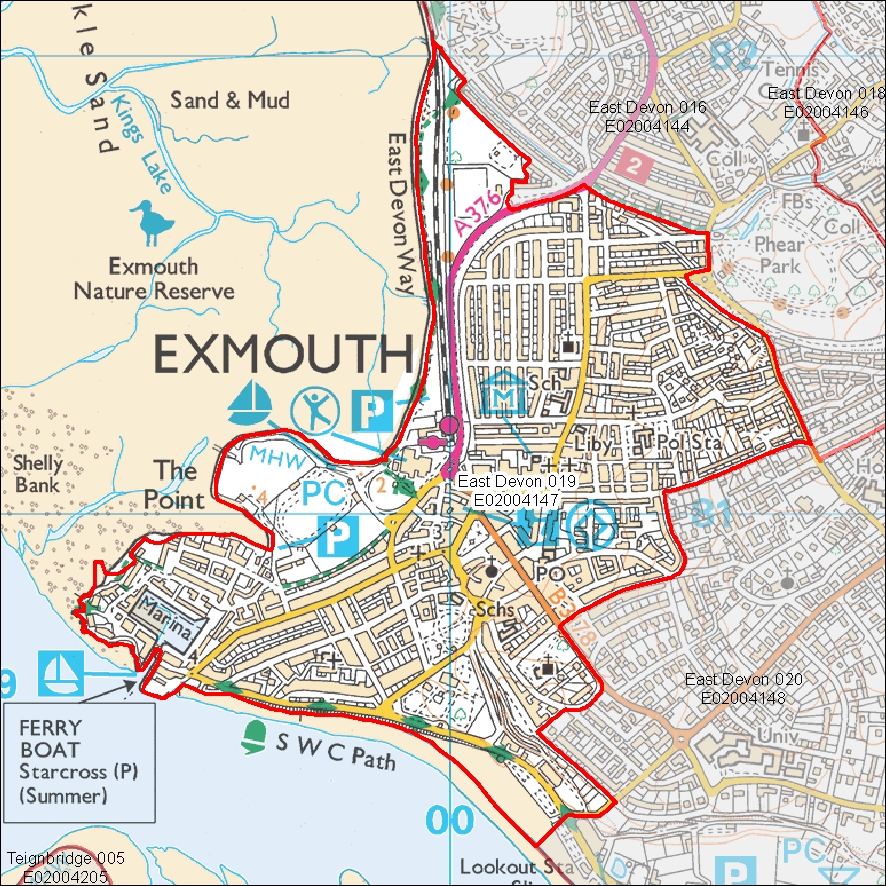 kle Sand
Sand & Mud
Kings Lake
East Devon Way
82
Tennis
East Devon 018
E02004146
East Devon 016
E02004144
Coll
2
A 376
FBs
Coll
Phear
Park
Exmouth
Nature Reserve
EXMOUTH
P
M
Sch
Liby
Pol Sta
Shelly
Bank
The
Point
MHW
4
PC
2
P
East Devon 019
E02004147
81
Ho
PO
B3178
Schs
Marina
East Devon 020
E02004148
9
FERRY
BOAT
Starcross (P)
(Summer)
S W C Path
Univ
00
Teignbridge 005
E02004205
Lookout Sta
P
PC